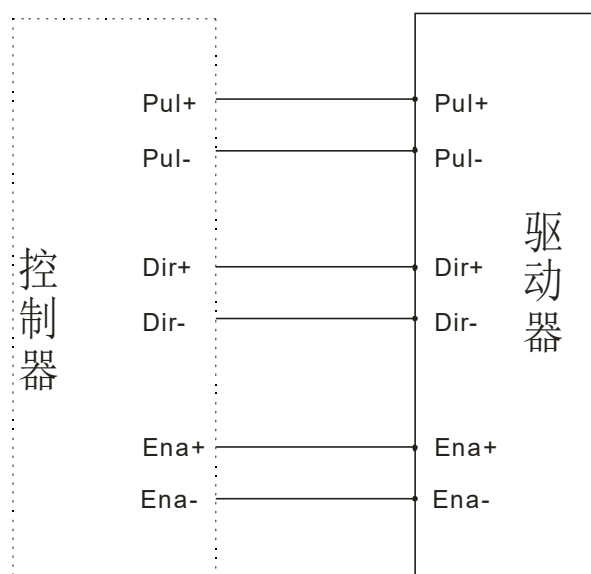 控制器
Pul+
Pul-
Dir+
Dir-
Ena+
Ena-
Pul+
Pul-
Dir+
Dir-
Ena+
Ena-
驱动器